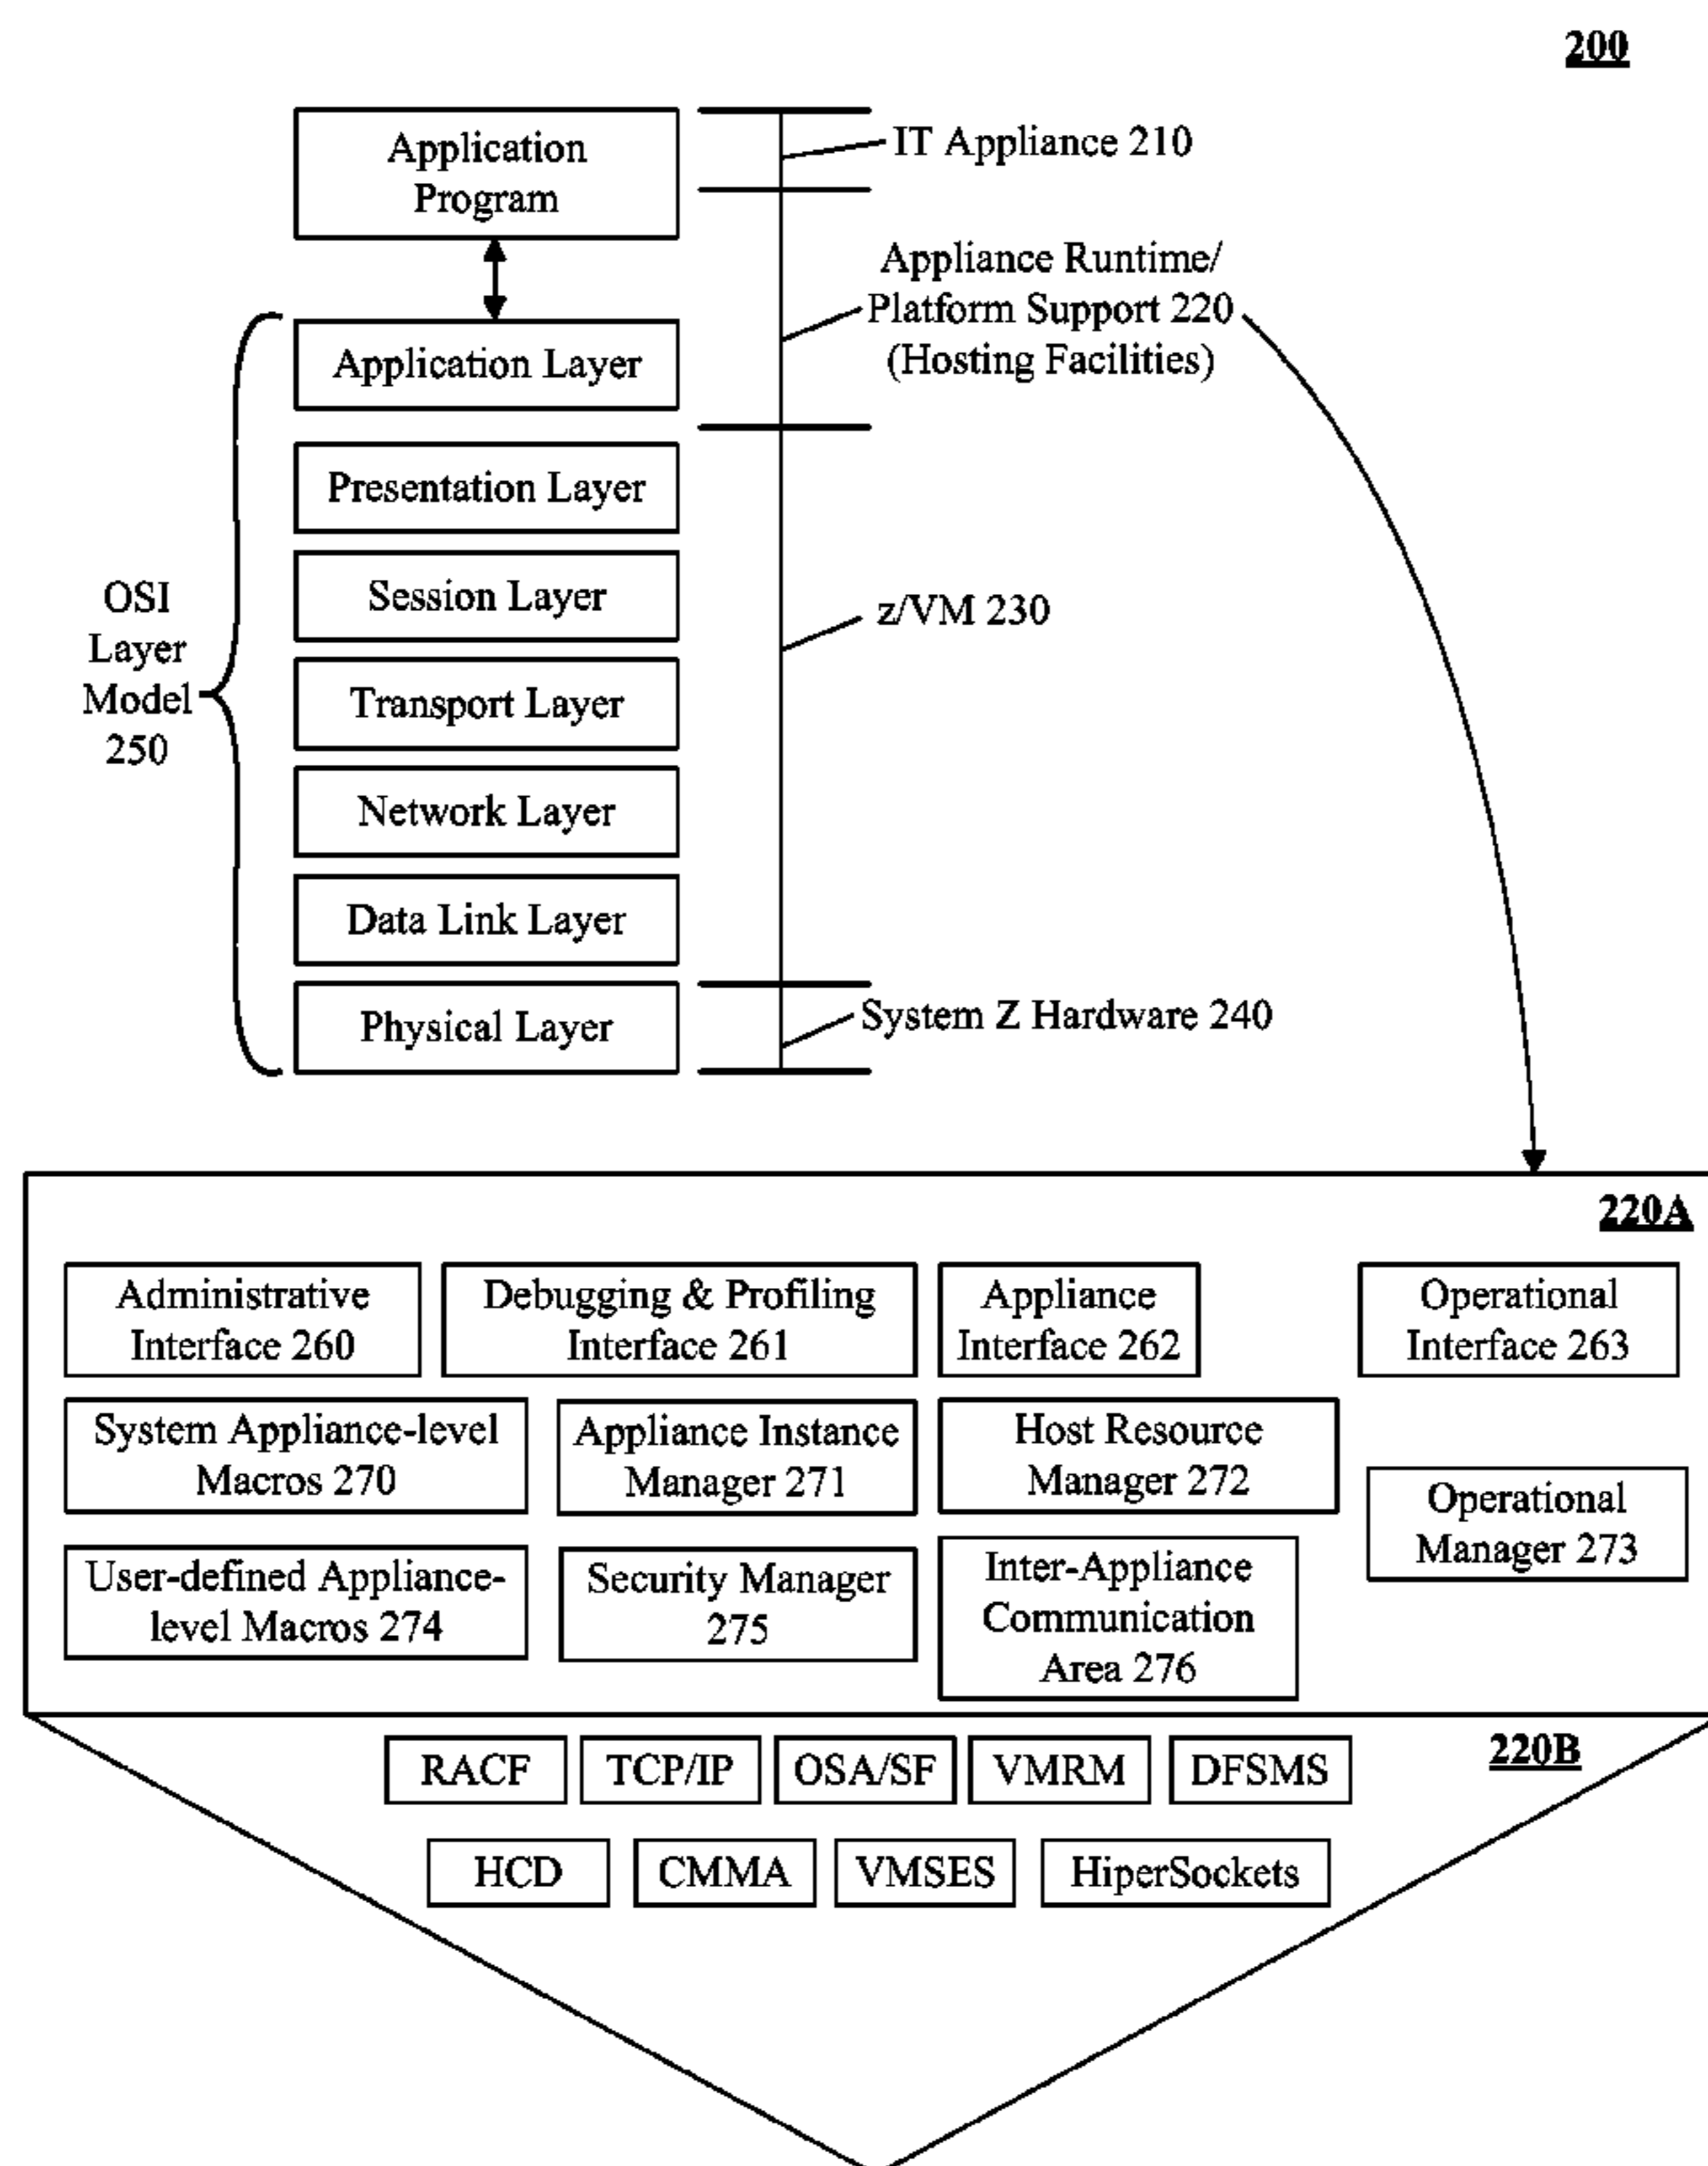 200
Application
Program
IT Appliance 210
Appliance Runtime/
Platform Support 220
(Hosting Facilities)
Application Layer
Presentation Layer
Session Layer
z/VM 230
Transport Layer
Network Layer
Data Link Layer
Physical Layer
System Z Hardware 240
OSI
Layer
Model
250
220A
Administrative
Interface 260
Debugging & Profiling
Interface 261
Appliance
Interface 262
Operational
Interface 263
System Appliance-level
Macros 270
Appliance Instance
Manager 271
Host Resource
Manager 272
Operational
Manager 273
User-defined Appliance-
level Macros 274
Security Manager
275
Inter-Appliance
Communication
Area 276
220B
RACF
TCP/IP
OSA/SF
VMRM
DFSMS
HCD
CMMA
VMSES
HiperSockets